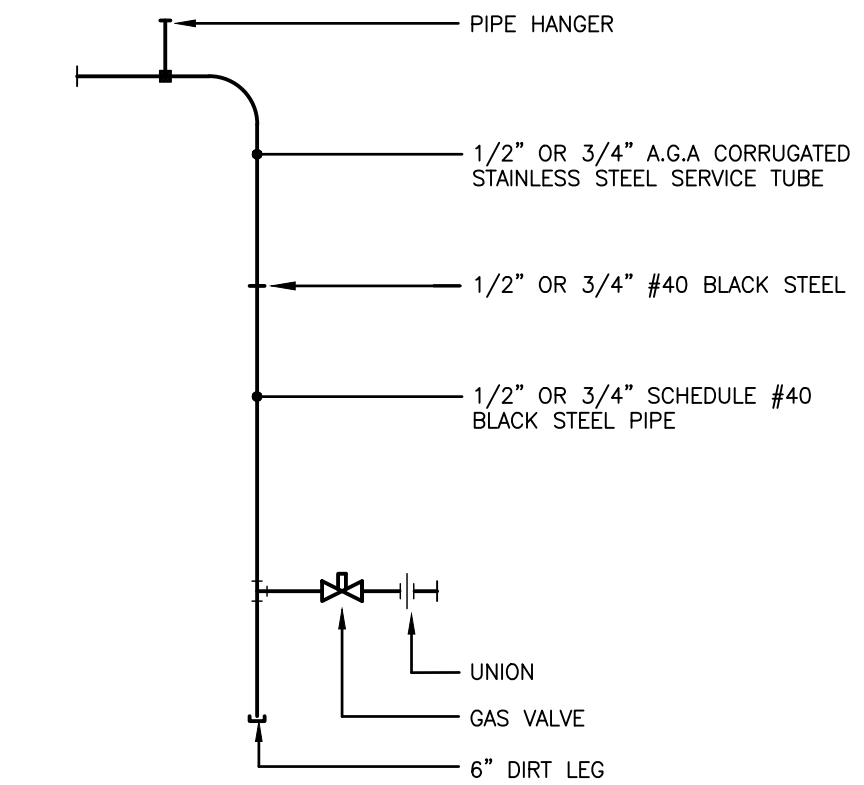 PIPE HANGER
1/2" OR 3/4" A.G.A CORRUGATED
STAINLESS STEEL SERVICE TUBE
1/2" OR 3/4" #40 BLACK STEEL
1/2" OR 3/4" SCHEDULE #40
BLACK STEEL PIPE
UNION
GAS VALVE
6" DIRT LEG